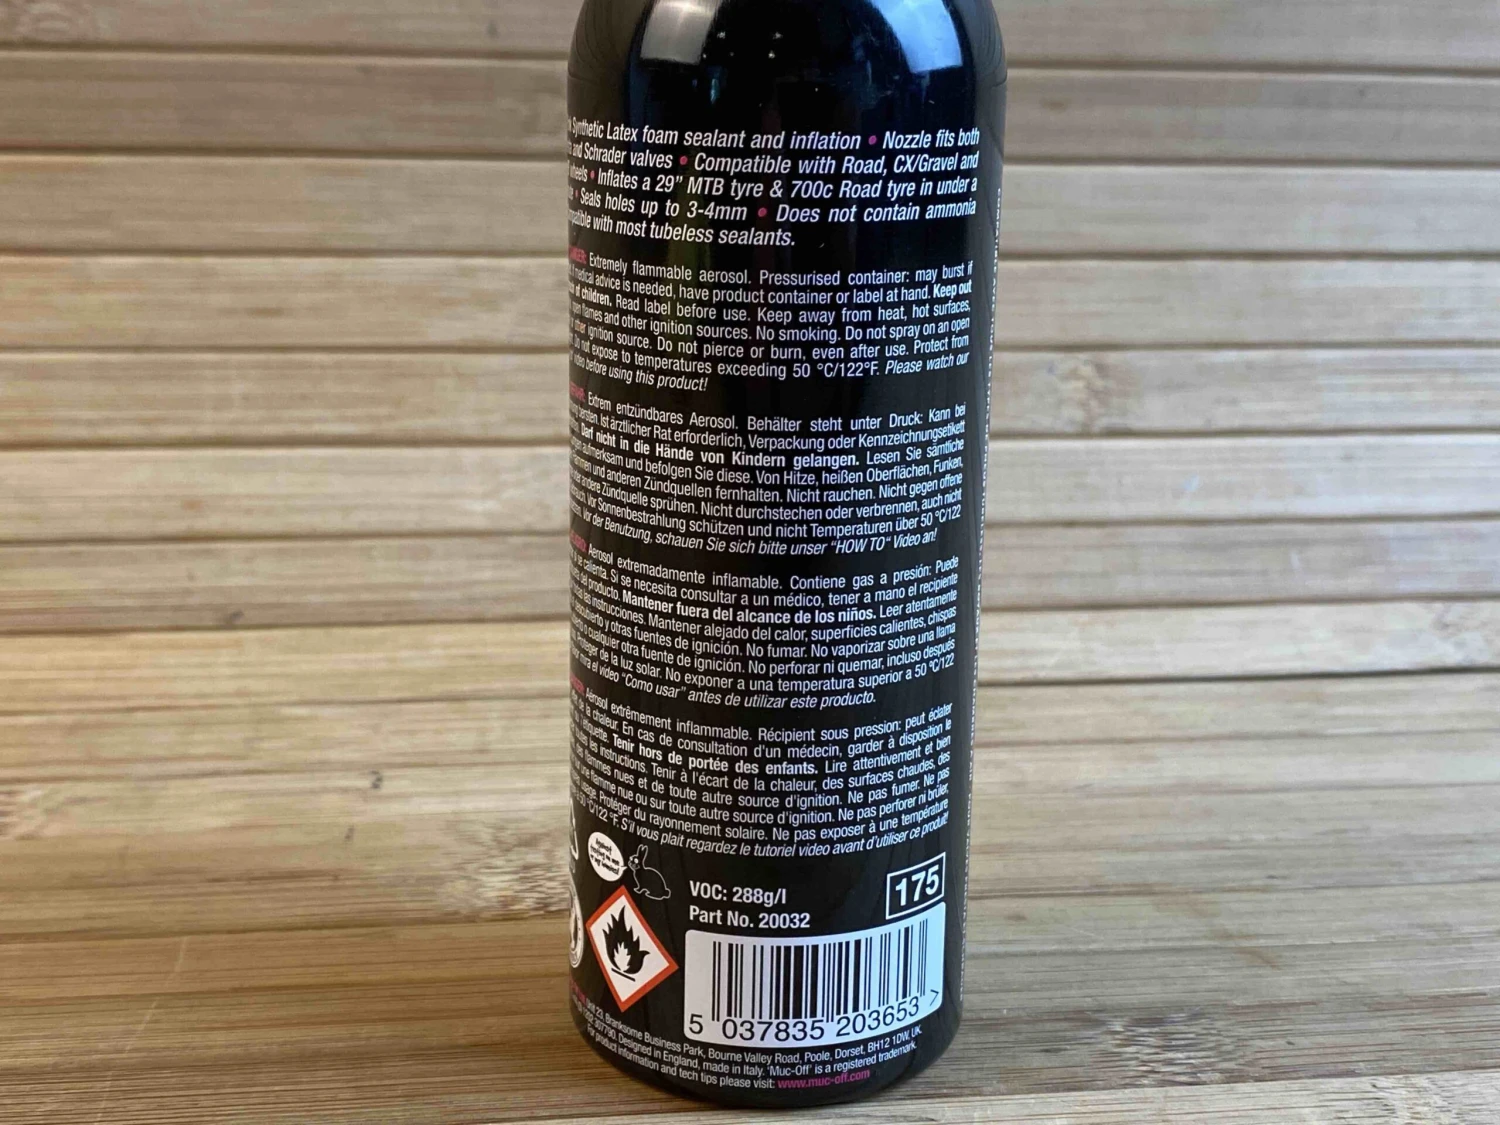 Synthetic Latex foam sealant and inflation • Nozzle fits both
and Schrader valves • Compatible with Road, CX/Gravel and
wheels • Inflates a 29" MTB tyre & 700c Road tyre in under a
• Seals holes up to 3-4mm • Does not contain ammonia
with most tubeless sealants.
Extremely flammable aerosol. Pressurised container: may burst if
medical advice is needed, have product container or label at hand. Keep out
of children. Read label before use. Keep away from heat, hot surfaces,
flames and other ignition sources. No smoking. Do not spray on an open
other ignition source. Do not pierce or burn, even after use. Protect from
Do not expose to temperatures exceeding 50 °C/122°F. Please watch our
video before using this product!
Extrem entzündbares Aerosol. Behälter steht unter Druck: Kann bei
bersten. Ist ärztlicher Rat erforderlich, Verpackung oder Kennzeichnungsetikett
Darf nicht in die Hände von Kindern gelangen. Lesen Sie sämtliche
aufmerksam und befolgen Sie diese. Von Hitze, heißen Oberflächen, Funken,
und anderen Zündquellen fernhalten. Nicht rauchen. Nicht gegen offene
andere Zündquelle sprühen. Nicht durchstechen oder verbrennen, auch nicht
Vor Sonnenbestrahlung schützen und nicht Temperaturen über 50 °C/122
Vor der Benutzung, schauen Sie sich bitte unser "HOW TO" Video an!
Aerosol extremadamente inflamable. Contiene gas a presión: Puede
se calienta. Si se necesita consultar a un médico, tener a mano el recipiente
del producto. Mantener fuera del alcance de los niños. Leer atentamente
las instrucciones. Mantener alejado del calor, superficies calientes, chispas
y otras fuentes de ignición. No fumar. No vaporizar sobre una llama
o cualquier otra fuente de ignición. No perforar ni quemar, incluso después
Proteger de la luz solar. No exponer a una temperatura superior a 50 °C/122
mira el vídeo "Como usar" antes de utilizar este producto.
Aérosol extrêmement inflammable. Récipient sous pression: peut éclater
de la chaleur. En cas de consultation d'un médecin, garder à disposition le
l'étiquette. Tenir hors de portée des enfants. Lire attentivement et bien
les instructions. Tenir à l'écart de la chaleur, des surfaces chaudes, des
flammes nues et de toute autre source d'ignition. Ne pas fumer. Ne pas
une flamme nue ou sur toute autre source d'ignition. Ne pas perforer ni brûler,
usage. Protéger du rayonnement solaire. Ne pas exposer à une température
50 °C/122 °F. S'il vous plait regardez le tutoriel video avant d'utiliser ce produit!
VOC: 288g/l
Part No. 20032
175
5 037835 203653 >
Unit 23, Branksome Business Park, Bourne Valley Road, Poole, Dorset, BH12 1DW, UK.
Designed in England, made in Italy. 'Muc-Off' is a registered trademark.
For product information and tech tips please visit: www.muc-off.com